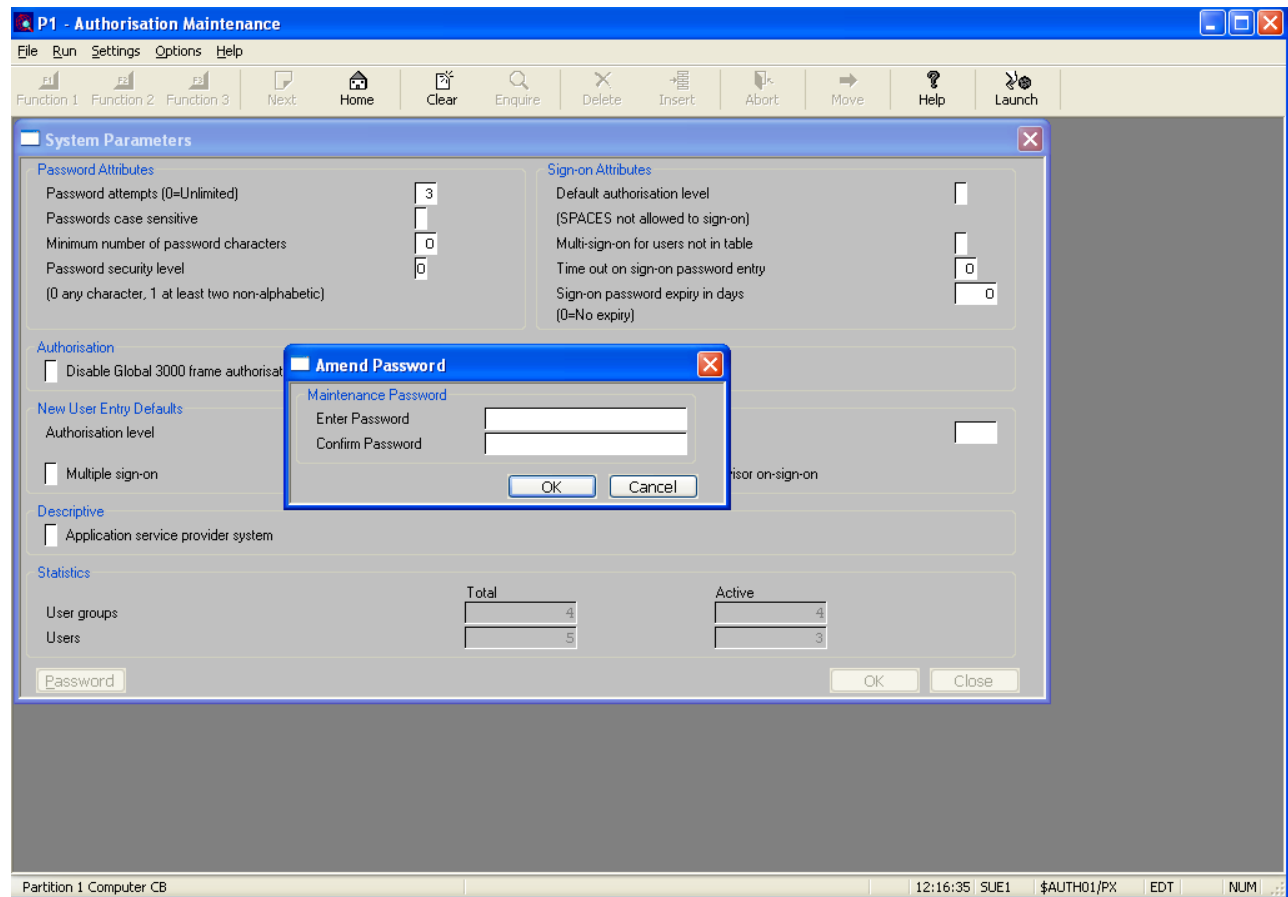 P1 - Authorisation Maintenance
File Run Settings Options Help
F1 F2 F3
Function 1 Function 2 Function 3 Next Home Clear Enquire Delete Insert Abort Move Help Launch
System Parameters
Password Attributes
Password attempts (0=Unlimited) 3
Passwords case sensitive
Minimum number of password characters 0
Password security level 0
(0 any character, 1 at least two non-alphabetic)
Sign-on Attributes
Default authorisation level
(SPACES not allowed to sign-on)
Multi-sign-on for users not in table
Time out on sign-on password entry 0
Sign-on password expiry in days 0
(0=No expiry)
Authorisation
Disable Global 3000 frame authorisat
New User Entry Defaults
Authorisation level
Multiple sign-on
visor on-sign-on
Amend Password
Maintenance Password
Enter Password
Confirm Password
OK Cancel
Descriptive
Application service provider system
Statistics
Total Active
User groups 4 4
Users 5 3
Password OK Close
Partition 1 Computer CB 12:16:35 SUE1 $AUTH01/PX EDT NUM